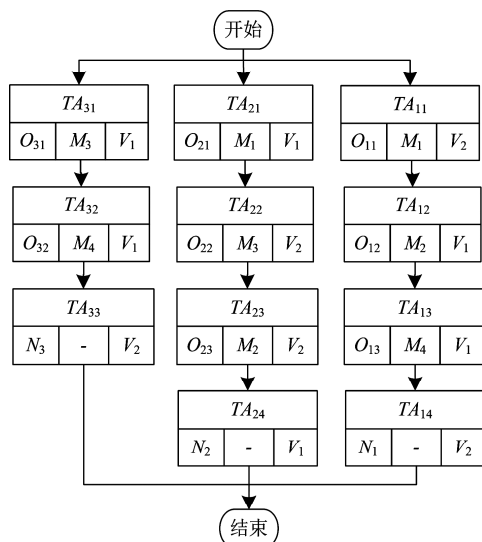 开始
TA31 TA21 TA11
O31 M3 V1 O21 M1 V1 O11 M1 V2
TA32 TA22 TA12
O32 M4 V1 O22 M3 V2 O12 M2 V1
TA33 TA23 TA13
N3 - V2 O23 M2 V2 O13 M4 V1
TA24 TA14
N2 - V1 N1 - V2
结束